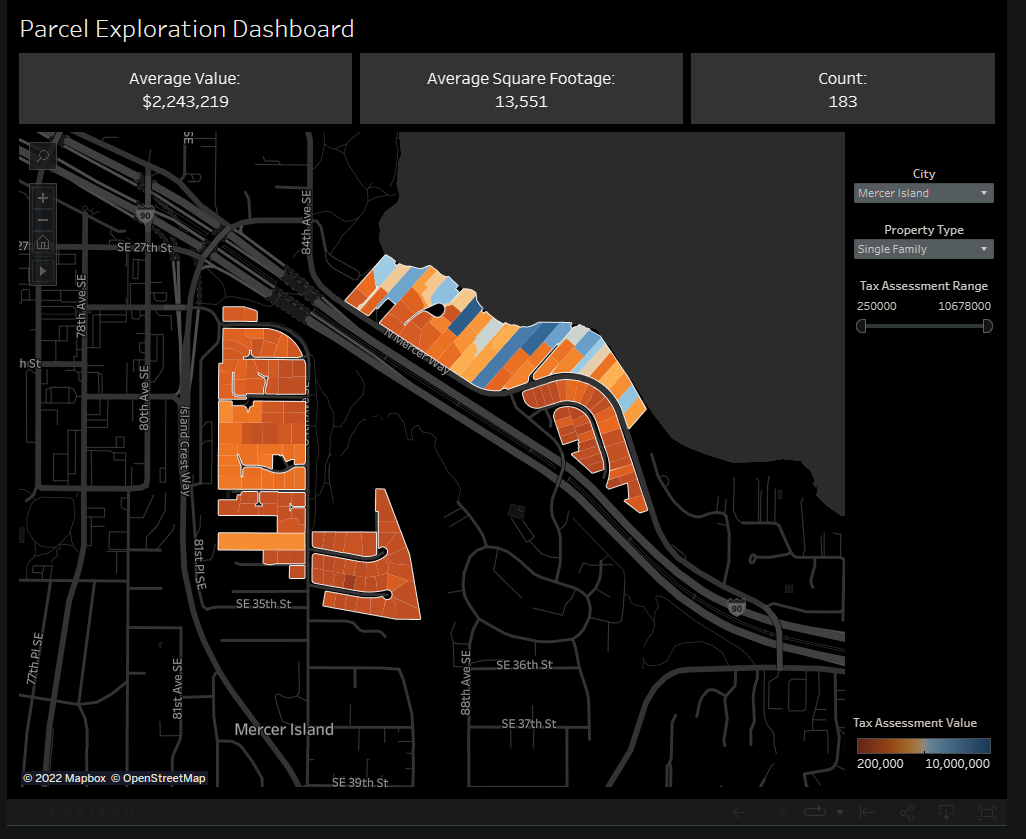 Parcel Exploration Dashboard
Average Value:
$2,243,219
Average Square Footage:
13,551
Count:
183
City
Mercer Island
Property Type
Single Family
Tax Assessment Range
250000 10678000
SE
90
27
SE 27th St
84th Ave SE
78th Ave SE
h St
80th Ave SE
N Mercer Way
Island Crest Way
81st Pl SE
SE 35th St
90
77th Pl SE
81st Ave SE
88th Ave SE
SE 36th St
SE 37th St
Mercer Island
SE 39th St
Tax Assessment Value
200,000 10,000,000
© 2022 Mapbox © OpenStreetMap